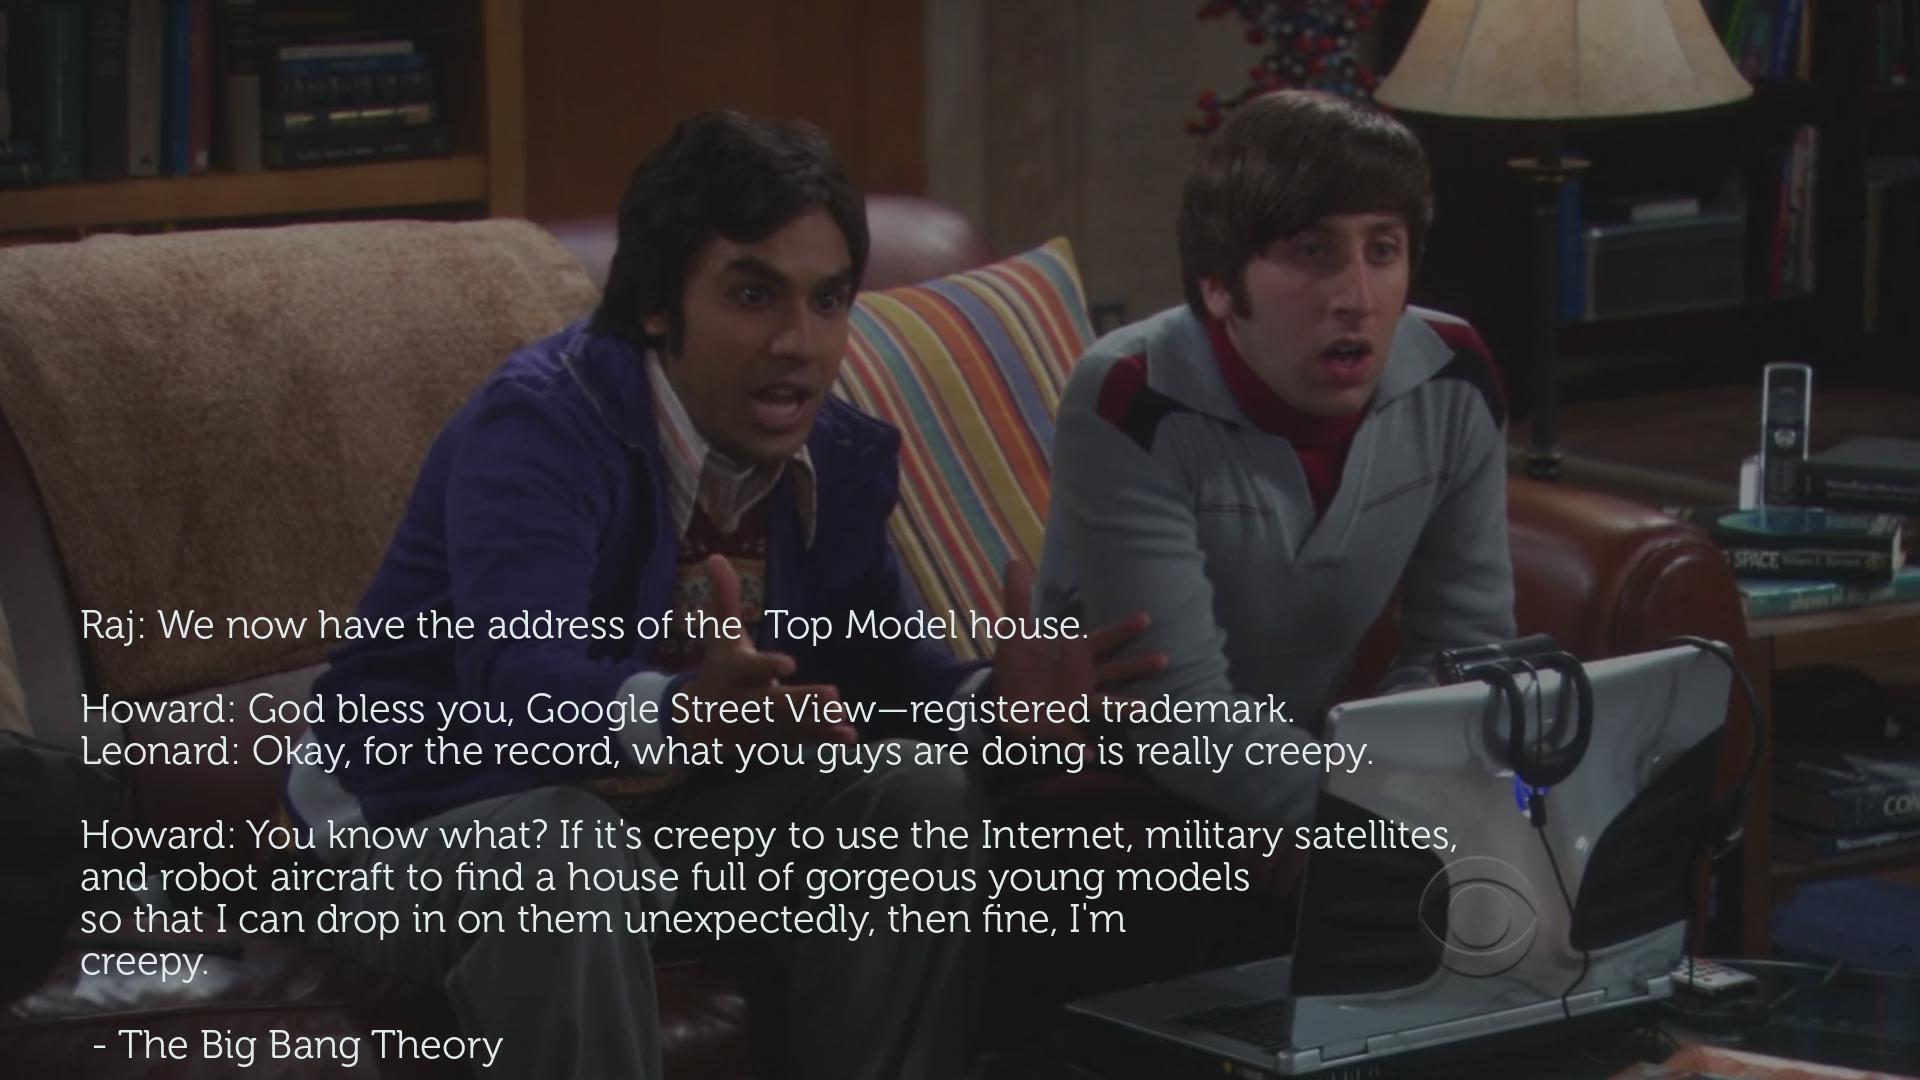 Raj: We now have the address of the  Top Model house.
Howard: God bless you, Google Street View—registered trademark.
Leonard: Okay, for the record, what you guys are doing is really creepy.
Howard: You know what? If it's creepy to use the Internet, military satellites,
and robot aircraft to find a house full of gorgeous young models
so that I can drop in on them unexpectedly, then fine, I'm
creepy.
- The Big Bang Theory
SPACE